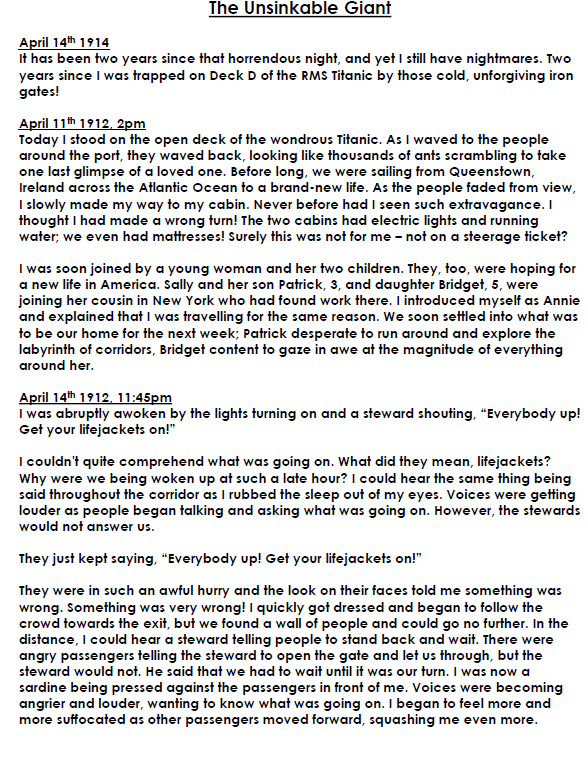 The Unsinkable Giant
April 14th 1914
It has been two years since that horrendous night, and yet I still have nightmares. Two
years since I was trapped on Deck D of the RMS Titanic by those cold, unforgiving iron
gates!
April 11th 1912, 2pm
Today I stood on the open deck of the wondrous Titanic. As I waved to the people
around the port, they waved back, looking like thousands of ants scrambling to take
one last glimpse of a loved one. Before long, we were sailing from Queenstown,
Ireland across the Atlantic Ocean to a brand-new life. As the people faded from view,
I slowly made my way to my cabin. Never before had I seen such extravagance. I
thought I had made a wrong turn! The two cabins had electric lights and running
water; we even had mattresses! Surely this was not for me – not on a steerage ticket?
I was soon joined by a young woman and her two children. They, too, were hoping for
a new life in America. Sally and her son Patrick, 3, and daughter Bridget, 5, were
joining her cousin in New York who had found work there. I introduced myself as Annie
and explained that I was travelling for the same reason. We soon settled into what was
to be our home for the next week; Patrick desperate to run around and explore the
labyrinth of corridors, Bridget content to gaze in awe at the magnitude of everything
around her.
April 14th 1912, 11:45pm
I was abruptly awoken by the lights turning on and a steward shouting, “Everybody up!
Get your lifejackets on!”
I couldn't quite comprehend what was going on. What did they mean, lifejackets?
Why were we being woken up at such a late hour? I could hear the same thing being
said throughout the corridor as I rubbed the sleep out of my eyes. Voices were getting
louder as people began talking and asking what was going on. However, the stewards
would not answer us.
They just kept saying, “Everybody up! Get your lifejackets on!”
They were in such an awful hurry and the look on their faces told me something was
wrong. Something was very wrong! I quickly got dressed and began to follow the
crowd towards the exit, but we found a wall of people and could go no further. In the
distance, I could hear a steward telling people to stand back and wait. There were
angry passengers telling the steward to open the gate and let us through, but the
steward would not. He said that we had to wait until it was our turn. I was now a
sardine being pressed against the passengers in front of me. Voices were becoming
angrier and louder, wanting to know what was going on. I began to feel more and
more suffocated as other passengers moved forward, squashing me even more.